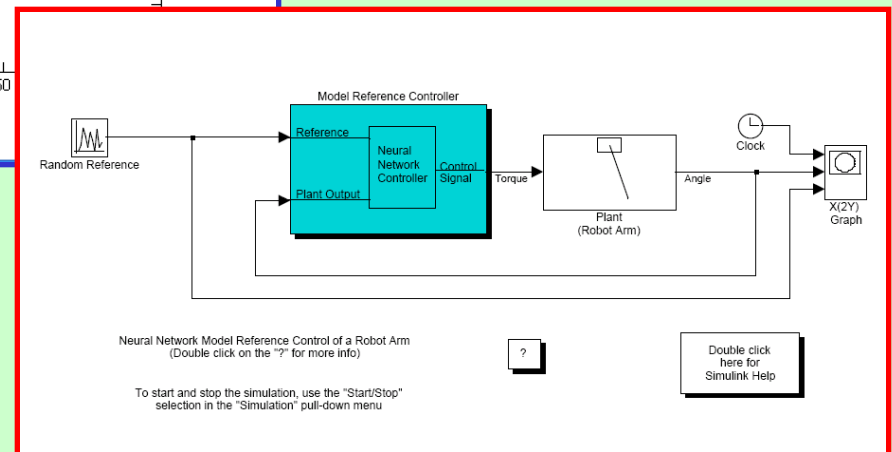 50
Model Reference Controller
Random Reference
Reference
Neural
Network
Controller
Control
Signal
Plant Output
Torque
Plant
(Robot Arm)
Angle
Clock
X(2Y)
Graph
Neural Network Model Reference Control of a Robot Arm
(Double click on the "?" for more info)
?
Double click
here for
Simulink Help
To start and stop the simulation, use the "Start/Stop"
selection in the "Simulation" pull-down menu